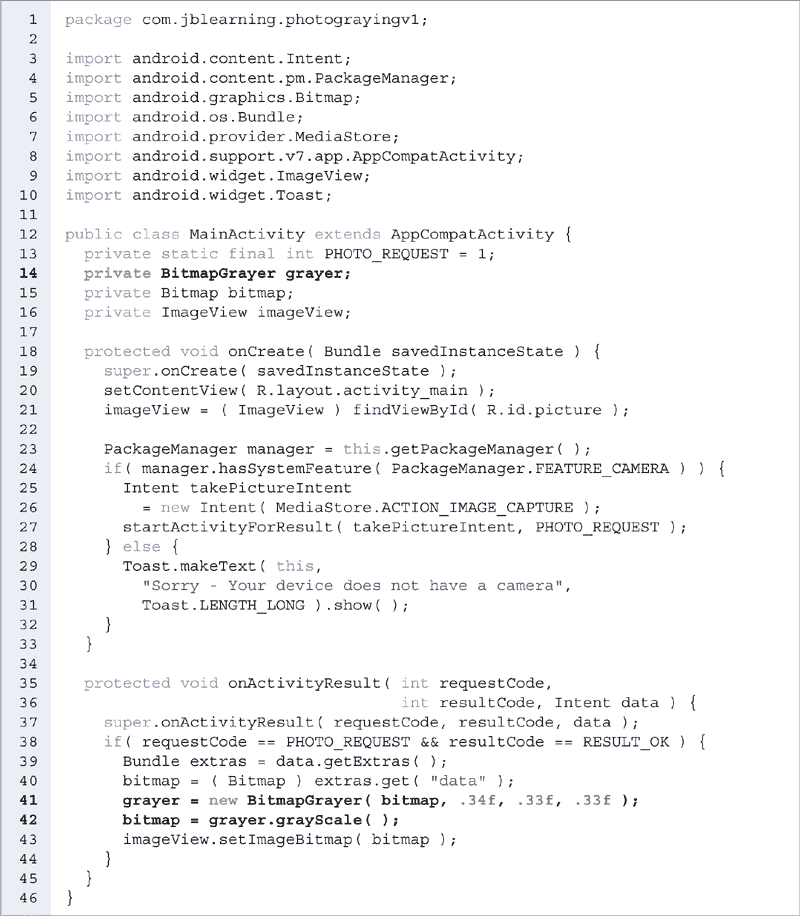 1 package com.jblearning.photograyingv1;
2
3 import android.content.Intent;
4 import android.content.pm.PackageManager;
5 import android.graphics.Bitmap;
6 import android.os.Bundle;
7 import android.provider.MediaStore;
8 import android.support.v7.app.AppCompatActivity;
9 import android.widget.ImageView;
10 import android.widget.Toast;
11
12 public class MainActivity extends AppCompatActivity {
13   private static final int PHOTO_REQUEST = 1;
14   private BitmapGrayer grayer;
15   private Bitmap bitmap;
16   private ImageView imageView;
17
18   protected void onCreate( Bundle savedInstanceState ) {
19     super.onCreate( savedInstanceState );
20     setContentView( R.layout.activity_main );
21     imageView = ( ImageView ) findViewById( R.id.picture );
22
23     PackageManager manager = this.getPackageManager( );
24     if( manager.hasSystemFeature( PackageManager.FEATURE_CAMERA ) ) {
25       Intent takePictureIntent
26         = new Intent( MediaStore.ACTION_IMAGE_CAPTURE );
27       startActivityForResult( takePictureIntent, PHOTO_REQUEST );
28     } else {
29       Toast.makeText( this,
30         "Sorry - Your device does not have a camera",
31         Toast.LENGTH_LONG ).show( );
32     }
33   }
34
35   protected void onActivityResult( int requestCode,
36                                    int resultCode, Intent data ) {
37     super.onActivityResult( requestCode, resultCode, data );
38     if( requestCode == PHOTO_REQUEST && resultCode == RESULT_OK ) {
39       Bundle extras = data.getExtras( );
40       bitmap = ( Bitmap ) extras.get( "data" );
41       grayer = new BitmapGrayer( bitmap, .34f, .33f, .33f );
42       bitmap = grayer.grayScale( );
43       imageView.setImageBitmap( bitmap );
44     }
45   }
46 }